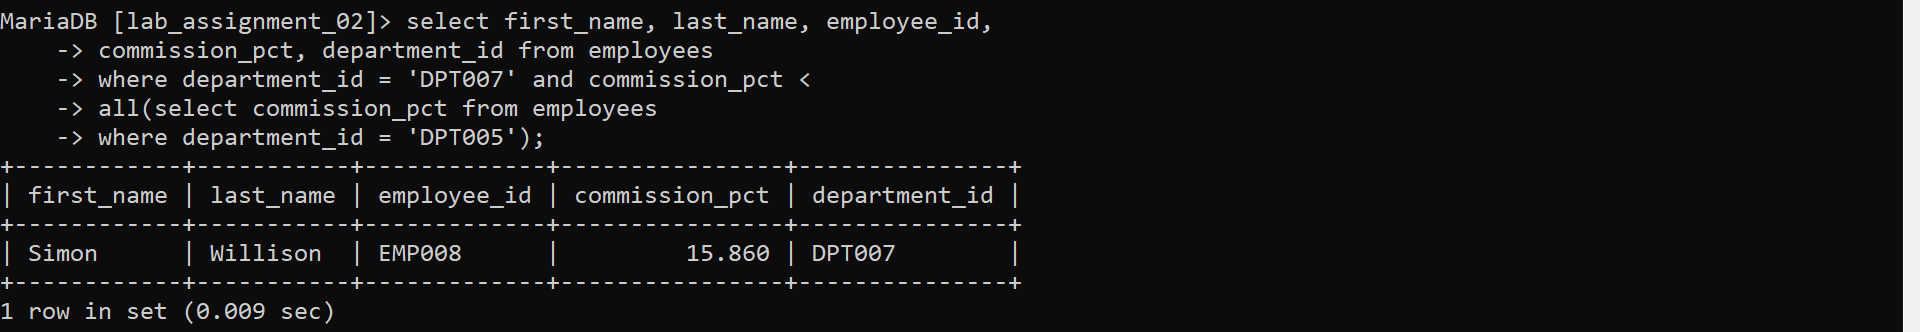 MariaDB [lab_assignment_02]> select first_name, last_name, employee_id,
    -> commission_pct, department_id from employees
    -> where department_id = 'DPT007' and commission_pct <
    -> all(select commission_pct from employees
    -> where department_id = 'DPT005');
+------------+-----------+-------------+----------------+---------------+
| first_name | last_name | employee_id | commission_pct | department_id |
+------------+-----------+-------------+----------------+---------------+
| Simon      | Willison  | EMP008      |         15.860 | DPT007        |
+------------+-----------+-------------+----------------+---------------+
1 row in set (0.009 sec)